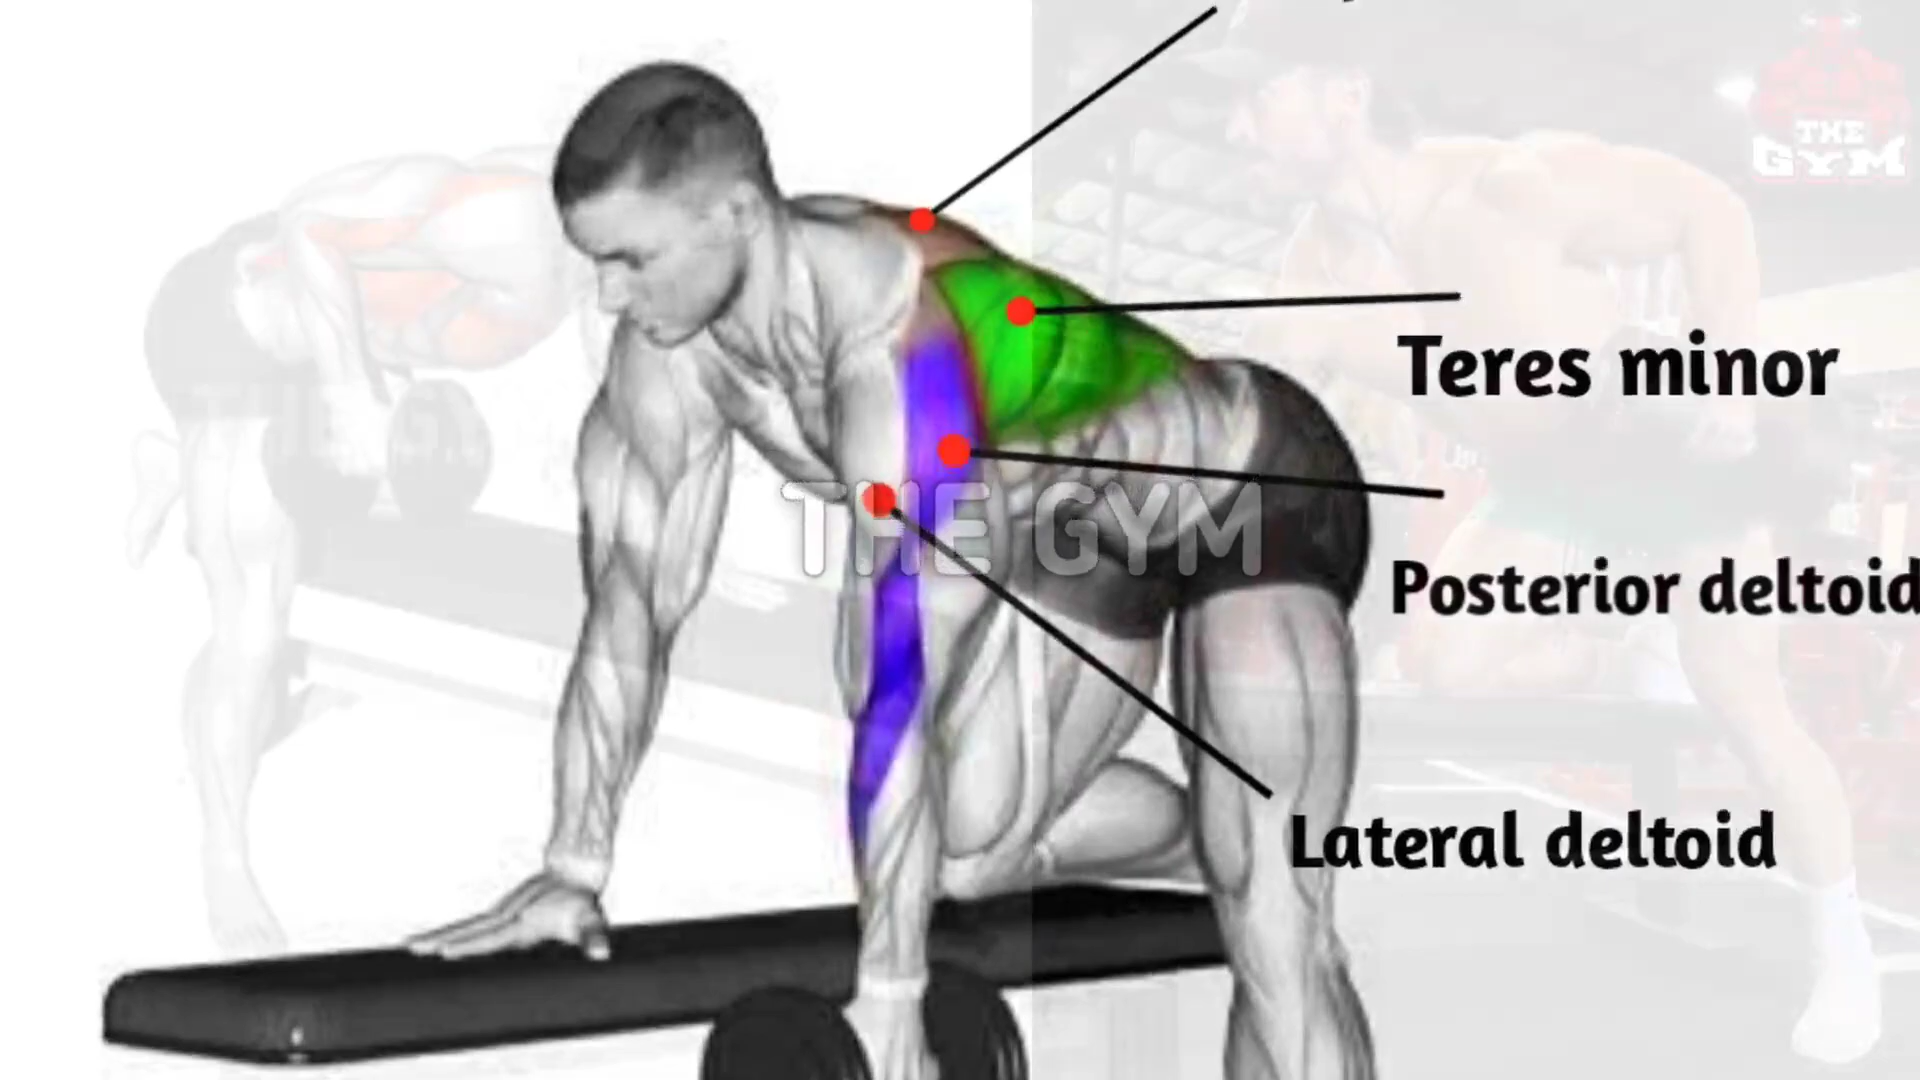 THE
GYM
Teres minor
THE GYM
Posterior deltoid
Lateral deltoid